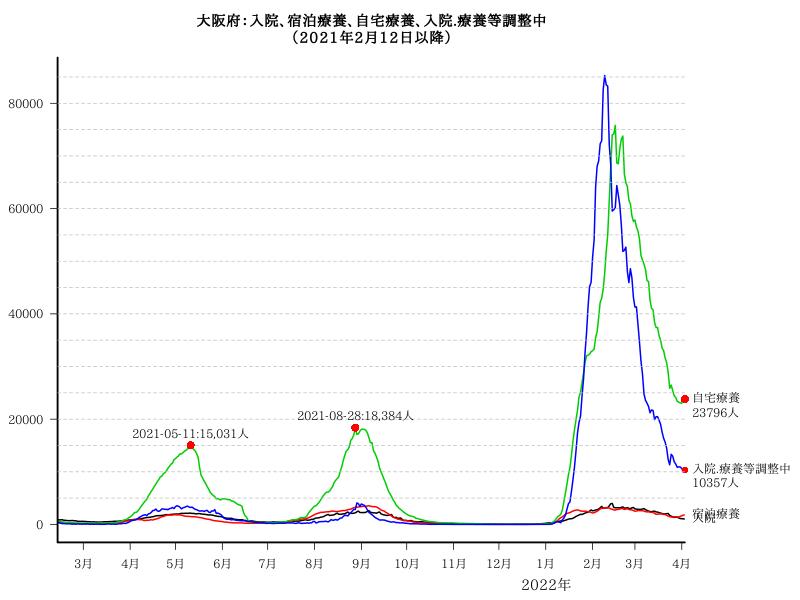 大阪府：入院、宿泊療養、自宅療養、入院.療養等調整中
（2021年2月12日以降）
80000
60000
40000
20000
0
2021-05-11:15,031人
2021-08-28:18,384人
自宅療養
23796人
入院.療養等調整中
10357人
宿泊療養
入院
3月 4月 5月 6月 7月 8月 9月 10月 11月 12月 1月 2月 3月 4月
2022年